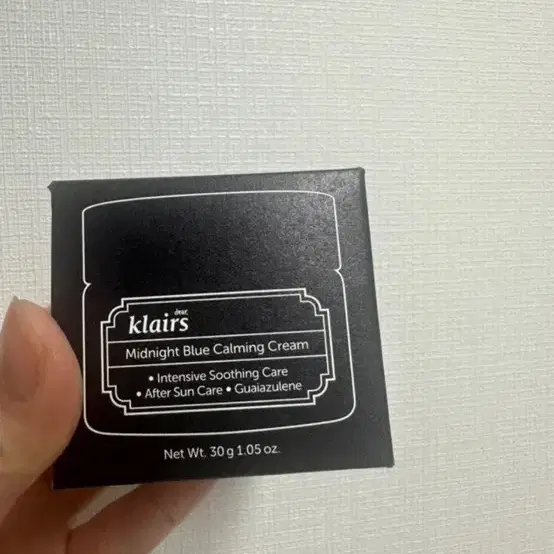 dear,
klairs
Midnight Blue Calming Cream
• Intensive Soothing Care
• After Sun Care • Guaiazulene
Net Wt. 30 g 1.05 oz.